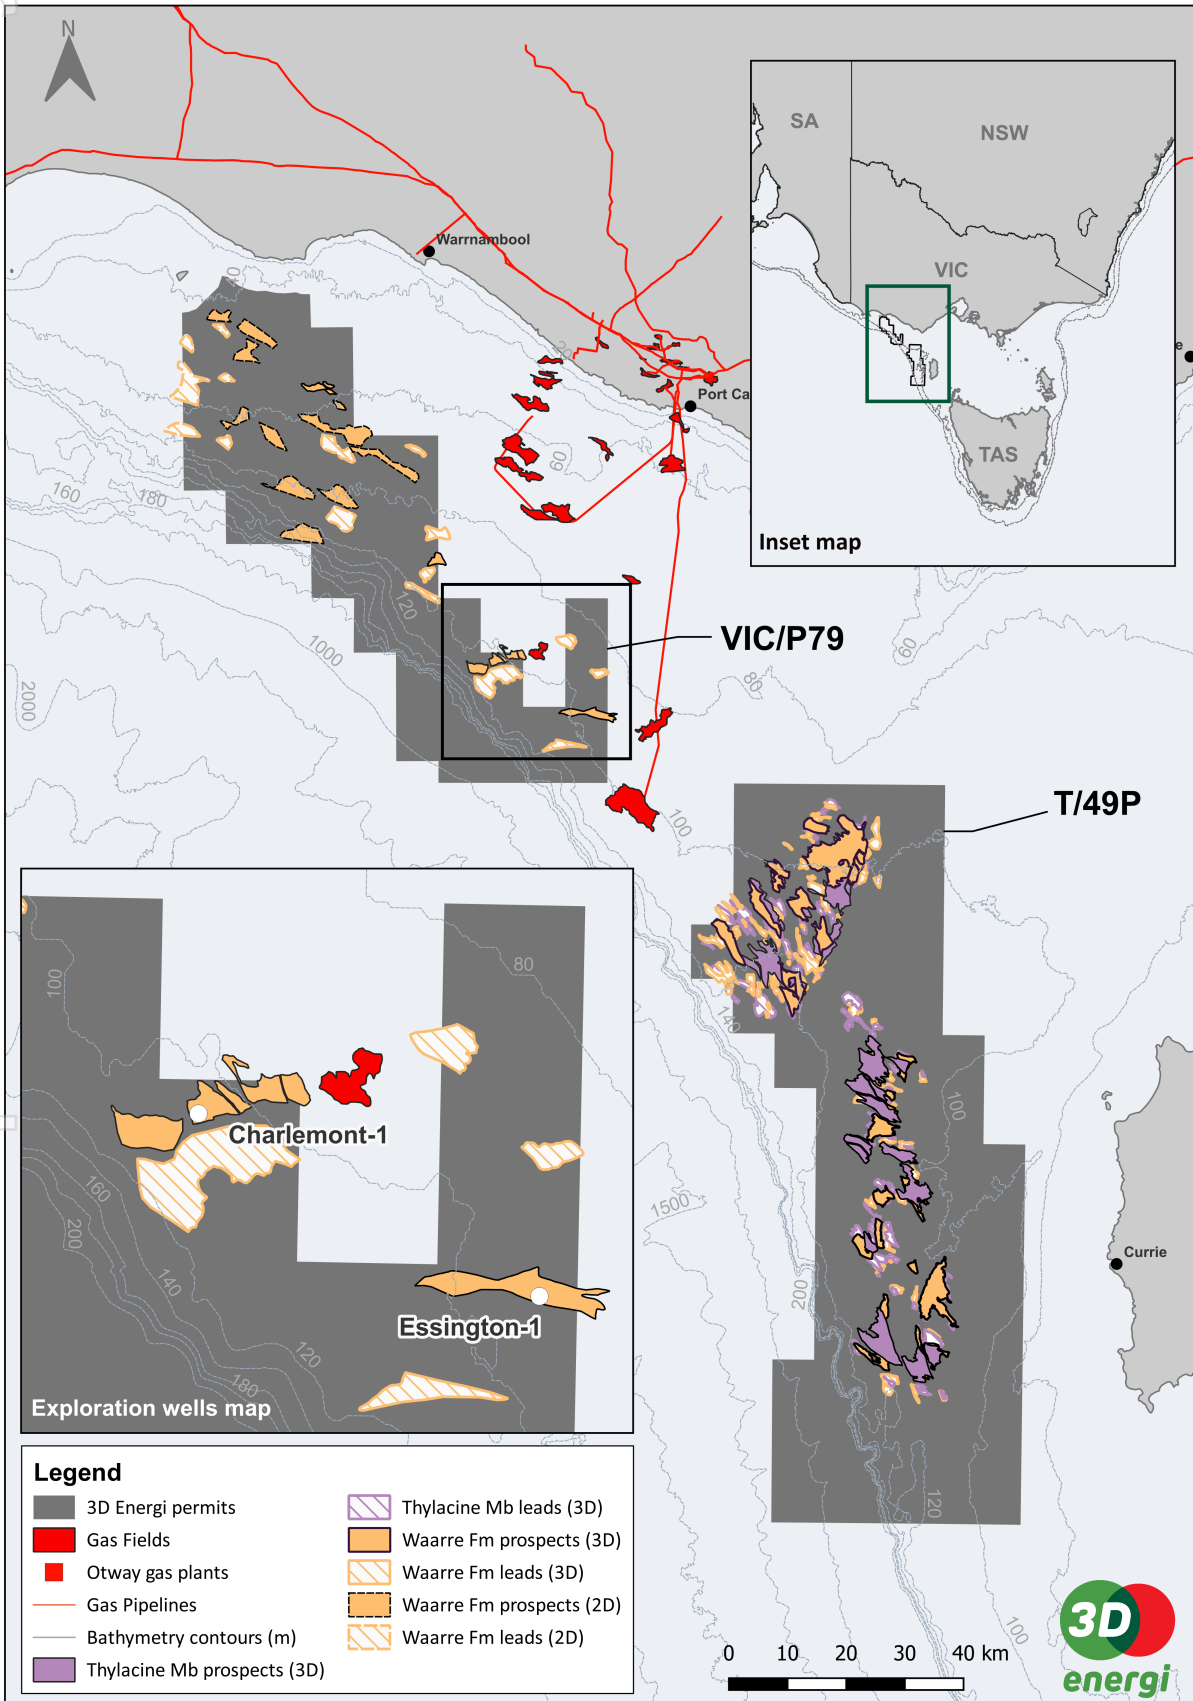 N
SA
NSW
VIC
TAS
Inset map
Warrnambool
20
Port Ca
60
160
180
120
1000
2000
VIC/P79
60
80
100
T/49P
140
100
1500
200
Currie
120
100
100
80
Charlemont-1
160
200
140
Essington-1
120
180
Exploration wells map
Legend
3D Energi permits
Gas Fields
Otway gas plants
Gas Pipelines
Bathymetry contours (m)
Thylacine Mb prospects (3D)
Thylacine Mb leads (3D)
Waarre Fm prospects (3D)
Waarre Fm leads (3D)
Waarre Fm prospects (2D)
Waarre Fm leads (2D)
0 10 20 30 40 km
3D
energi